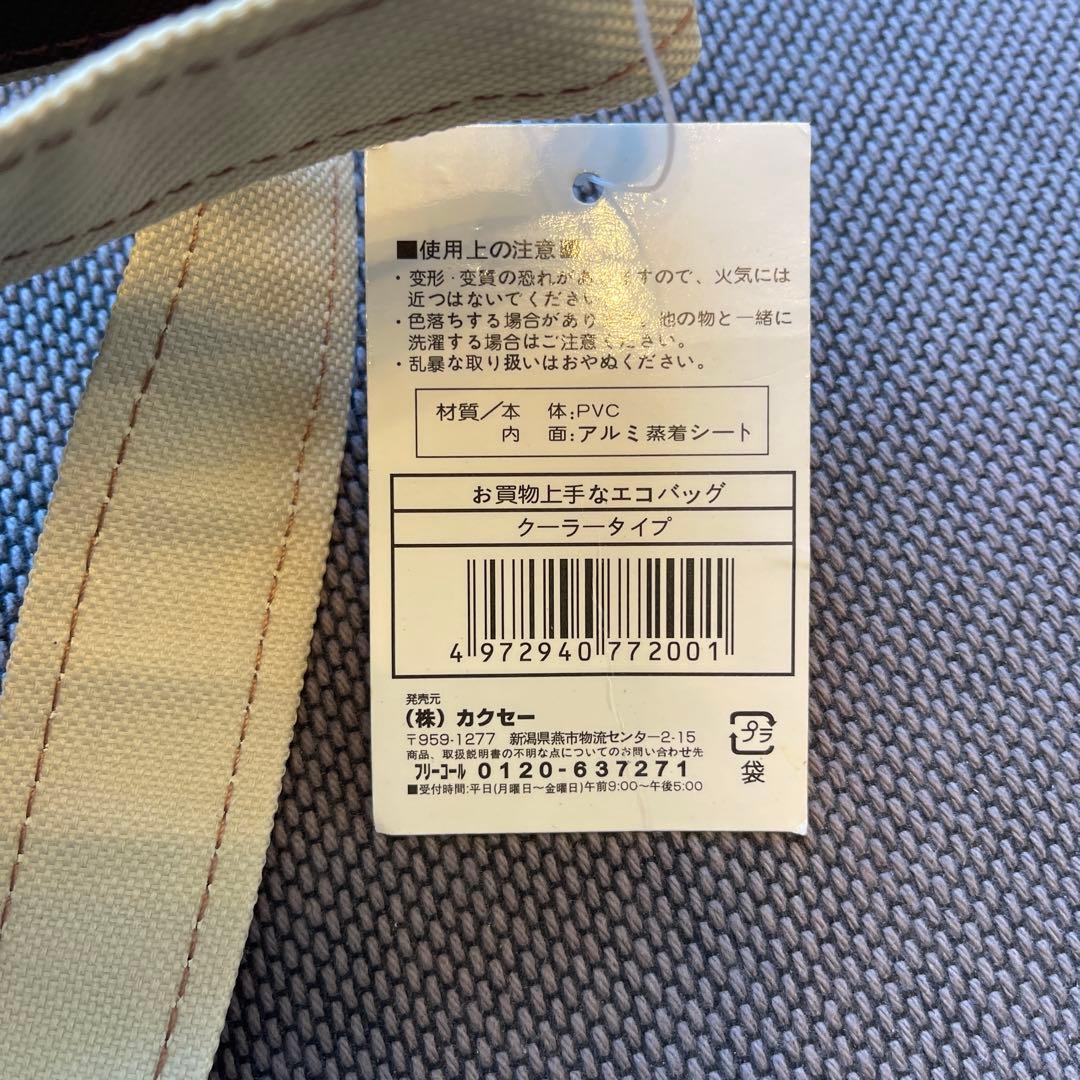 ■使用上の注意■
・変形・変質の恐れがありますので、火気には
近づけないでください。
・色落ちする場合があり 他の物と一緒に
洗濯する場合はご注意ください。
・乱暴な取り扱いはおやめください。
材質／本 体:PVC
内 面:アルミ蒸着シート
お買物上手なエコバッグ
クーラータイプ
4 972940 772001
発売元
(株) カクセー
〒959-1277 新潟県燕市物流センター2-15
商品、取扱説明書の不明な点についてのお問い合わせ先
フリーコール 0120-637271
■受付時間:平日(月曜日～金曜日)午前9:00～午後5:00
プラ
袋